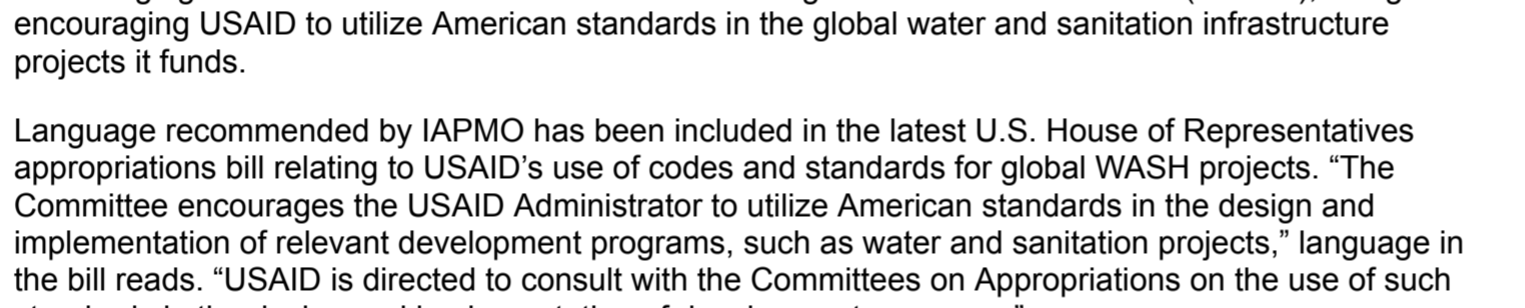 encouraging USAID to utilize American standards in the global water and sanitation infrastructure
projects it funds.
Language recommended by IAPMO has been included in the latest U.S. House of Representatives
appropriations bill relating to USAID’s use of codes and standards for global WASH projects. “The
Committee encourages the USAID Administrator to utilize American standards in the design and
implementation of relevant development programs, such as water and sanitation projects,” language in
the bill reads. “USAID is directed to consult with the Committees on Appropriations on the use of such